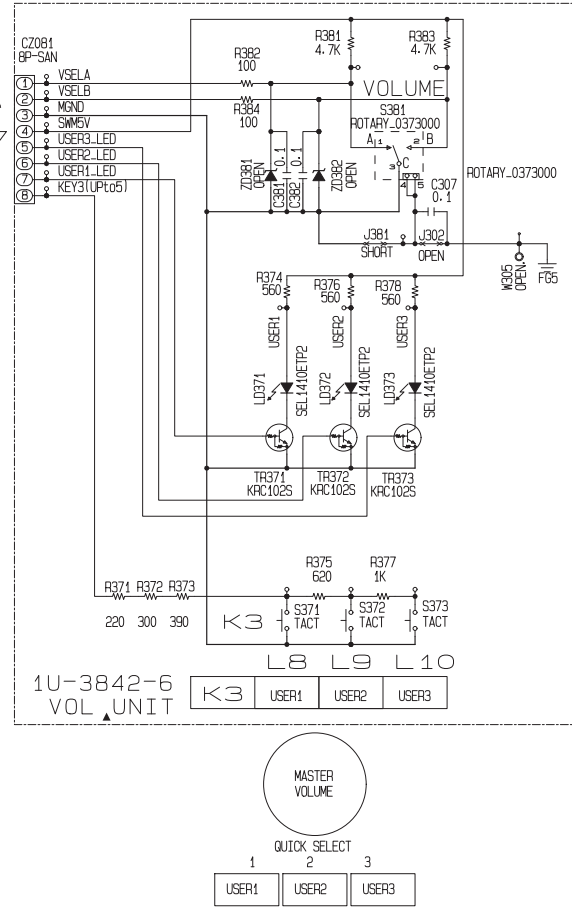 CZ081
8P-SAN
1 VSELA
2 VSELB
3 MGND
4 SWM5V
5 USER3_LED
6 USER2_LED
7 USER1_LED
8 KEY3(UPto5)
R382
100
R384
100
R381
4.7K
R383
4.7K
VOLUME
S381
ROTARY_0373000
A 1 2 B
3 C
4 5
ROTARY_0373000
ZD381
OPEN
C381 0.1
C382 0.1
ZD382
OPEN
C307
0.1
J381
SHORT
J302
OPEN
W305
OPEN.
FG5
R374
560
R376
560
R378
560
USER1
USER2
USER3
LD371
SEL1410ETP2
LD372
SEL1410ETP2
LD373
SEL1410ETP2
TR371
KRC102S
TR372
KRC102S
TR373
KRC102S
R371
220
R372
300
R373
390
R375
620
R377
1K
K3
S371
TACT
S372
TACT
S373
TACT
L8 L9 L10
1U-3842-6
VOL UNIT
K3 USER1 USER2 USER3
MASTER
VOLUME
QUICK SELECT
1 2 3
USER1 USER2 USER3